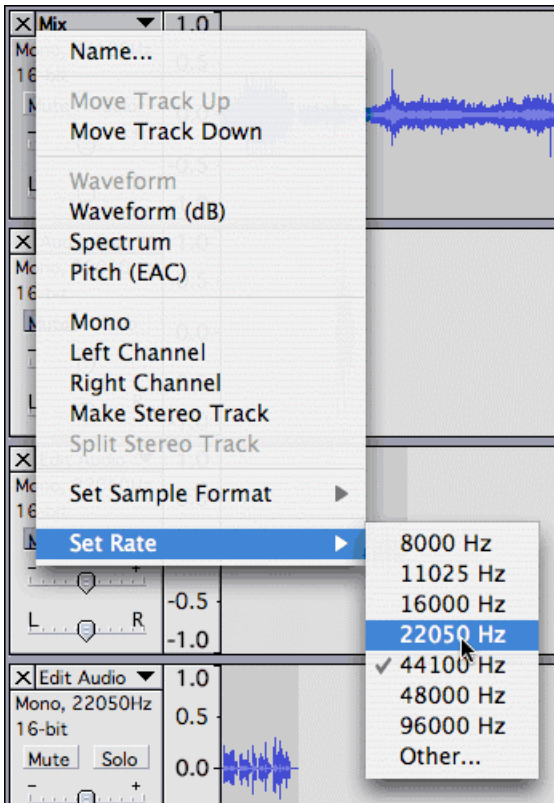 Mix
1.0
Name...
Move Track Up
Move Track Down
Waveform
Waveform (dB)
Spectrum
Pitch (EAC)
Mono
Left Channel
Right Channel
Make Stereo Track
Split Stereo Track
Set Sample Format
Set Rate
8000 Hz
11025 Hz
16000 Hz
22050 Hz
44100 Hz
48000 Hz
96000 Hz
Other...
- +
-0.5
L R
-1.0
Edit Audio
1.0
Mono, 22050Hz
0.5
16-bit
Mute Solo
0.0
- +